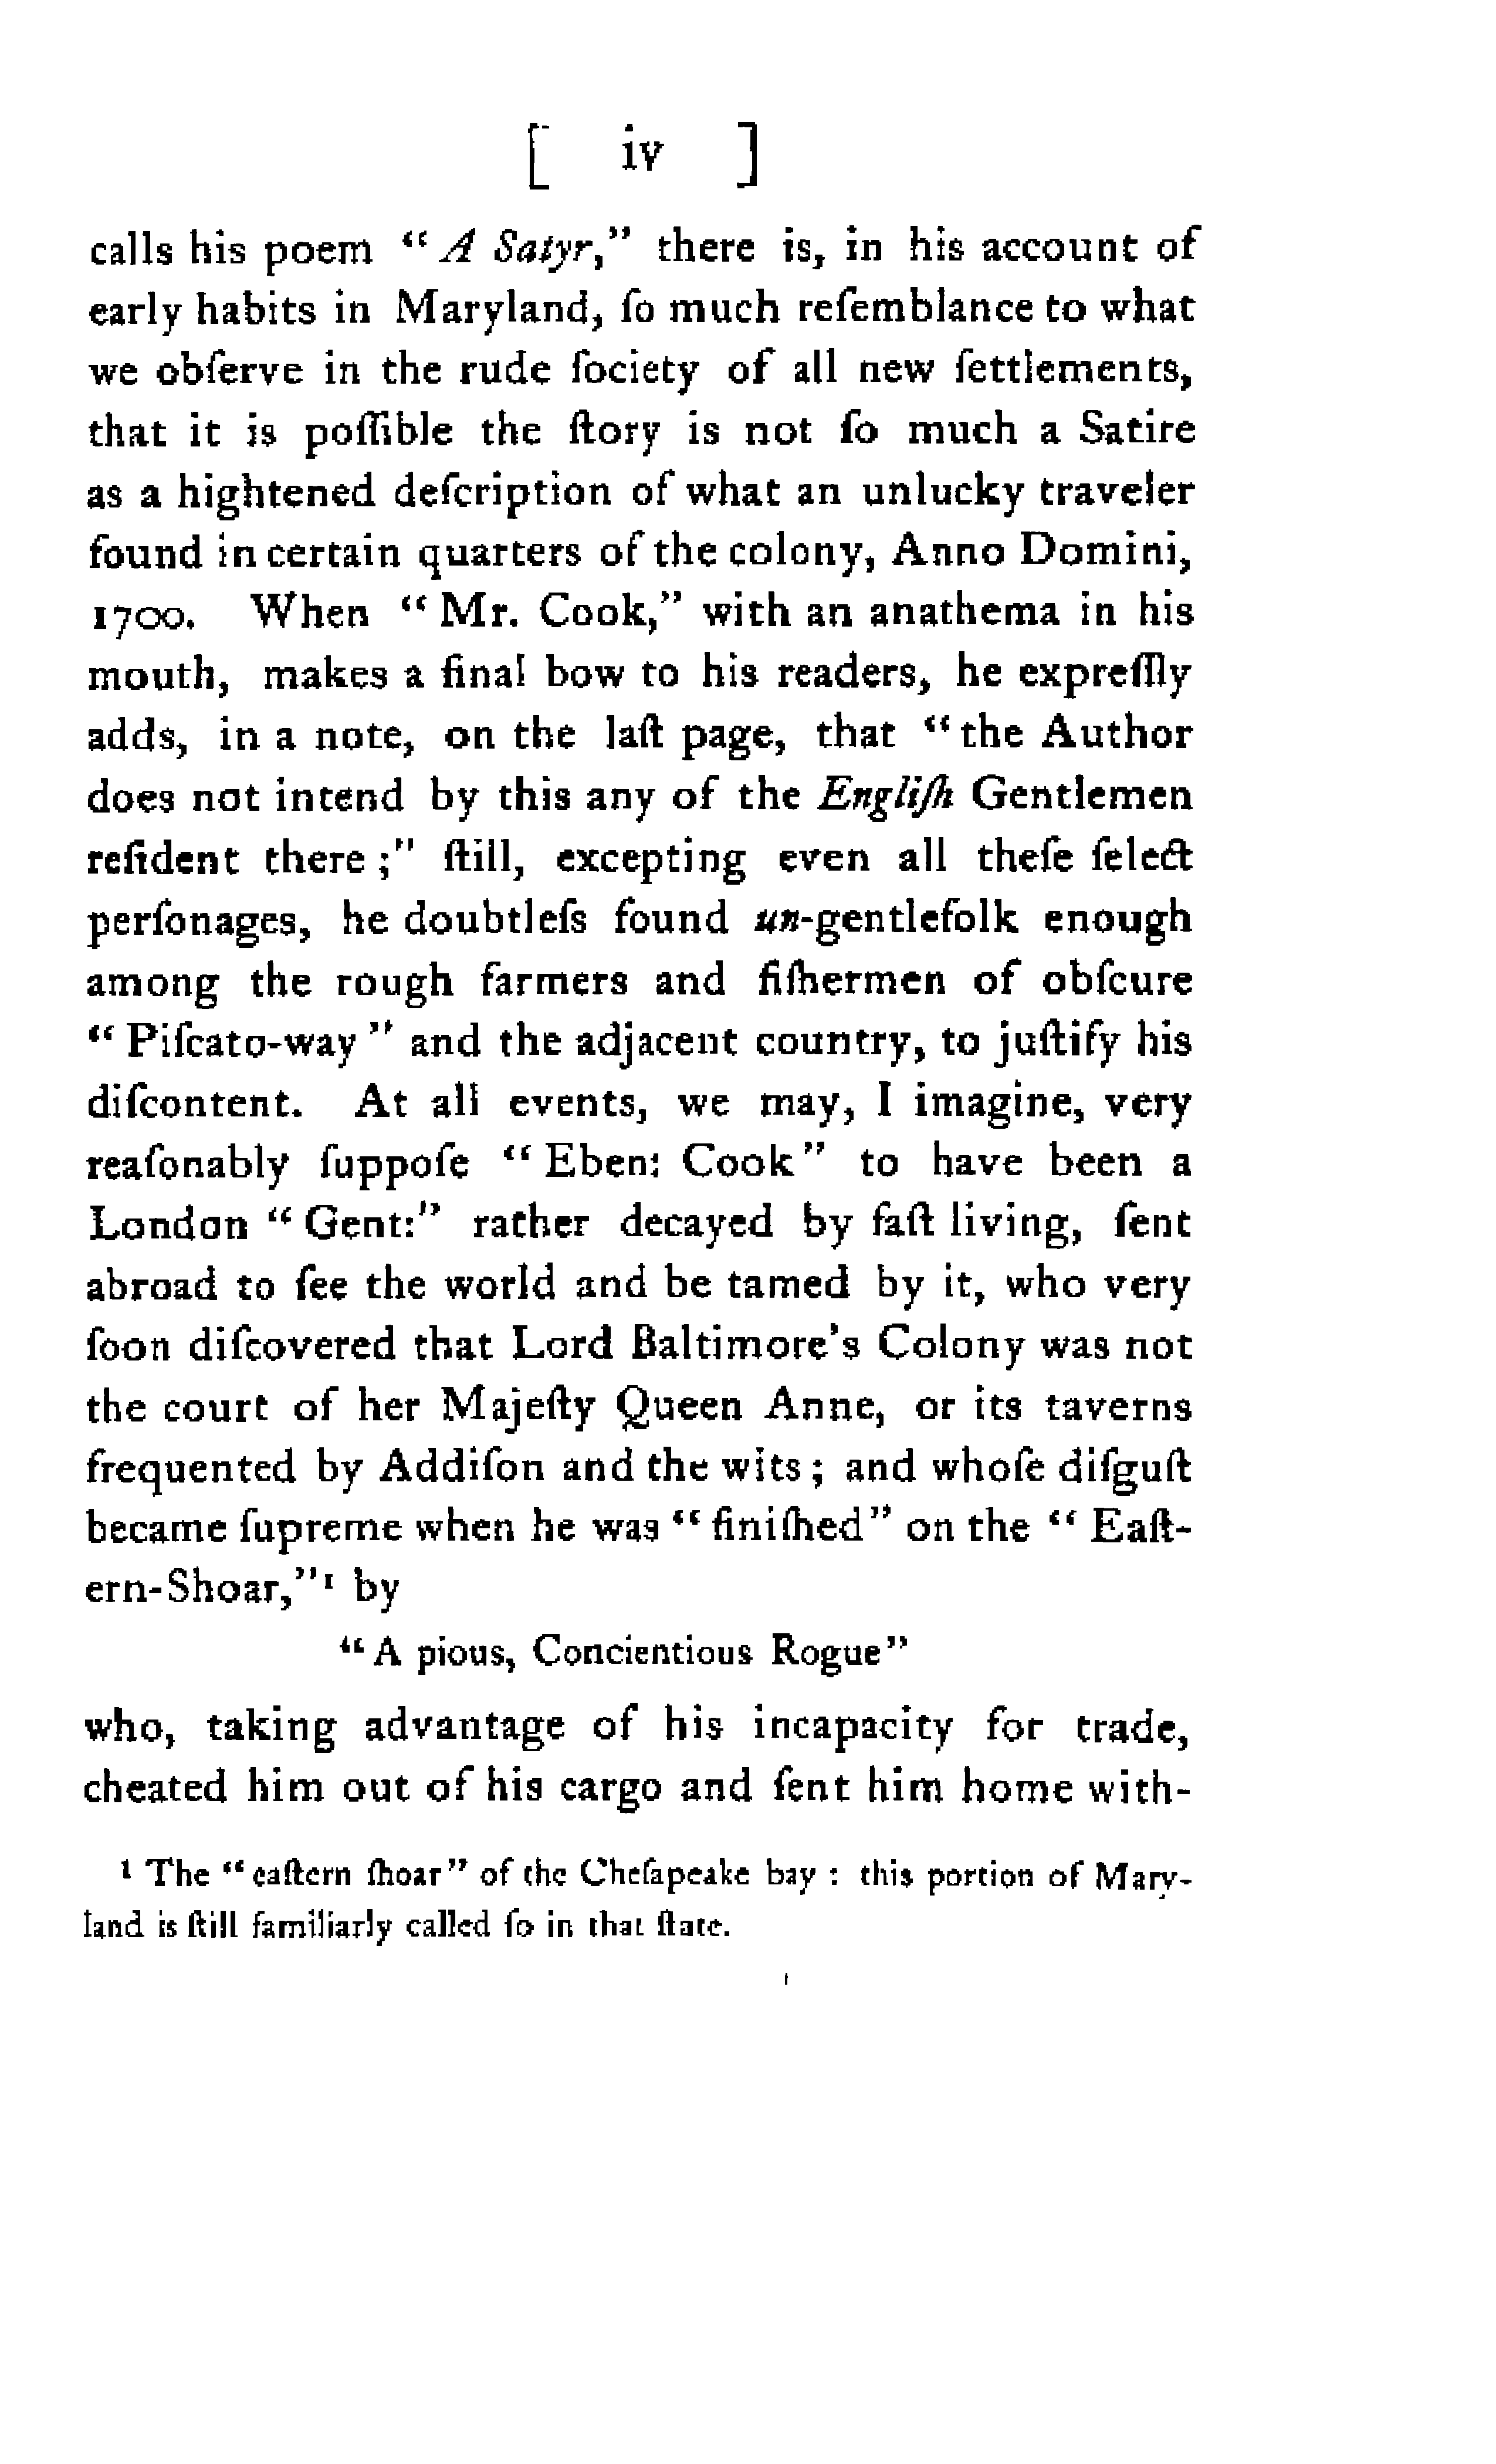 [ iv ]
calls his poem “A Satyr,” there is, in his account of
early habits in Maryland, ſo much reſemblance to what
we obſerve in the rude ſociety of all new ſettlements,
that it is poſſible the ſtory is not ſo much a Satire
as a hightened deſcription of what an unlucky traveler
found in certain quarters of the colony, Anno Domini,
1700. When “Mr. Cook,” with an anathema in his
mouth, makes a final bow to his readers, he expreſſly
adds, in a note, on the laſt page, that “the Author
does not intend by this any of the Engliſh Gentlemen
reſident there;” ſtill, excepting even all theſe ſelect
perſonages, he doubtleſs found un-gentlefolk enough
among the rough farmers and fiſhermen of obſcure
“Piſcato-way” and the adjacent country, to juſtify his
diſcontent. At all events, we may, I imagine, very
reaſonably ſuppoſe “Eben: Cook” to have been a
London “Gent:” rather decayed by faſt living, ſent
abroad to ſee the world and be tamed by it, who very
ſoon diſcovered that Lord Baltimore's Colony was not
the court of her Majeſty Queen Anne, or its taverns
frequented by Addiſon and the wits; and whoſe diſguſt
became ſupreme when he was “finiſhed” on the “Eaſt-
ern-Shoar,”¹ by
“A pious, Concientious Rogue”
who, taking advantage of his incapacity for trade,
cheated him out of his cargo and ſent him home with-
¹ The “eaſtern ſhoar” of the Cheſapeake bay : this portion of Mary-
land is ſtill familiarly called ſo in that ſtate.